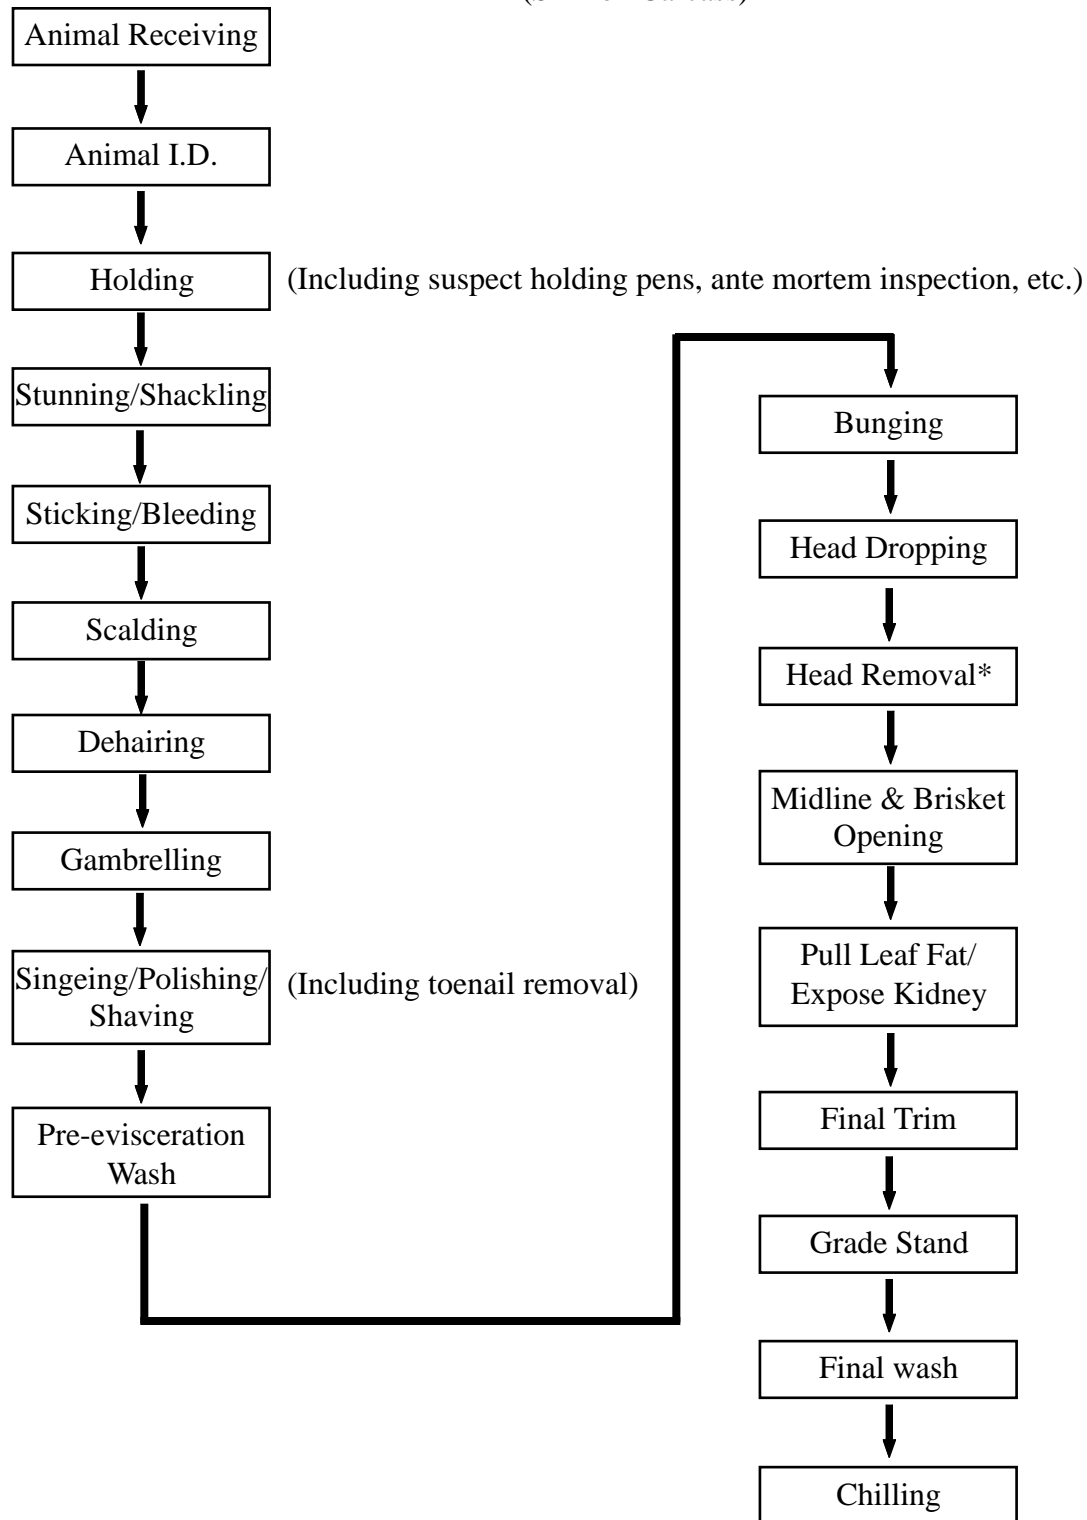 Animal Receiving
Animal I.D.
Holding
(Including suspect holding pens, ante mortem inspection, etc.)
Stunning/Shackling
Sticking/Bleeding
Scalding
Dehairing
Gambrelling
Singeing/Polishing/
Shaving
(Including toenail removal)
Pre-evisceration
Wash
Bunging
Head Dropping
Head Removal*
Midline & Brisket
Opening
Pull Leaf Fat/
Expose Kidney
Final Trim
Grade Stand
Final wash
Chilling